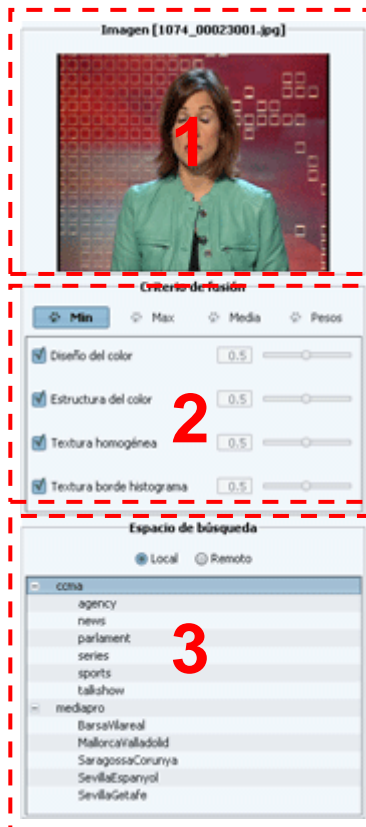 Imagen [1074_00023001.jpg]
1
Criterio de fusión
Min Max Media Pesos
Diseño del color 0.5
Estructura del color 0.5
2
Textura homogénea 0.5
Textura borde histograma 0.5
Espacio de búsqueda
Local Remoto
ccma
agency
news
parlament
3
series
sports
talkshow
mediapro
BarsaVilareal
MallorcaValladolid
SaragossaCorunya
SevillaEspanyol
SevillaGetafe